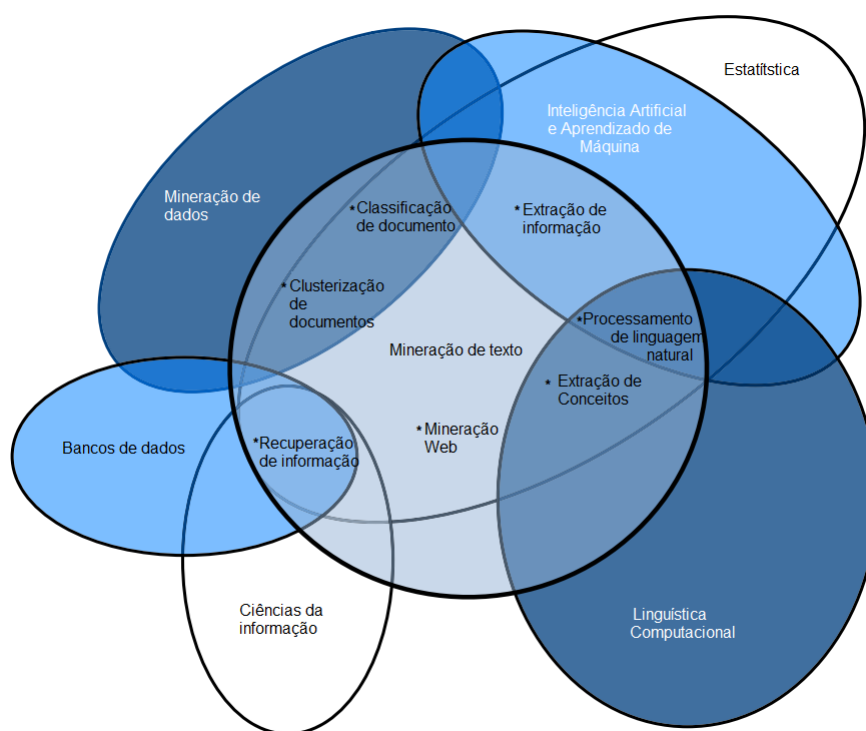 Estatítstica
Inteligência Artificial
e Aprendizado de
Máquina
Mineração de
dados
*Classificação
de documento
*Extração de
informação
*Clusterização
de
documentos
*Processamento
de linguagem
natural
Mineração de texto
*Extração de
Conceitos
*Mineração
Web
Bancos de dados
*Recuperação
de informação
Ciências da
informação
Linguística
Computacional